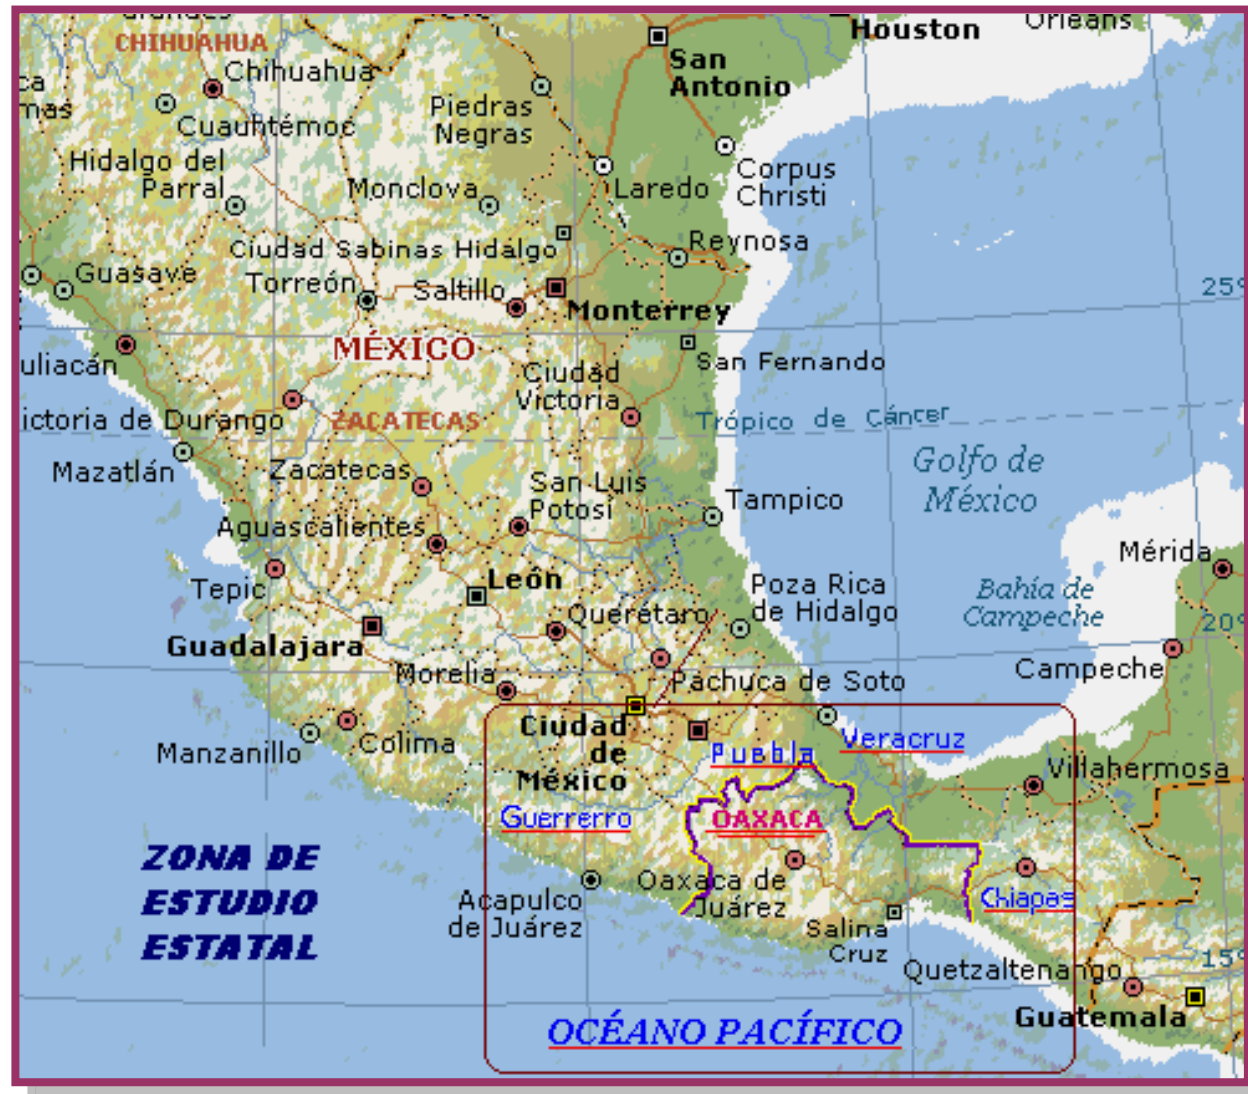 Houston
Orleans
CHIHUAHUA
Chihuahua
San
Antonio
Cuauhtémoc
Piedras
Negras
Hidalgo del
Parral
Monclova
Laredo
Corpus
Christi
Ciudad Sabinas Hidalgo
Reynosa
Guasave
Torreón
Saltillo
25°
Monterrey
MÉXICO
uliacán
San Fernando
Ciudad
Victoria
ictoria de Durango
ZACATECAS
Trópico de Cáncer
Golfo de
México
Mazatlán
Zacatecas
San Luis
Potosí
Tampico
Aguascalientes
Mérida
Tepic
León
Poza Rica
de Hidalgo
Bahía de
Campeche
Querétaro
20°
Guadalajara
Morelia
Pachuca de Soto
Campeche
Manzanillo
Colima
Ciudad
de
México
Puebla
Veracruz
Villahermosa
Guerrerro
OAXACA
ZONA DE
ESTUDIO
ESTATAL
Acapulco
de Juárez
Oaxaca de
Juárez
Chiapas
Salina
Cruz
Quetzaltenango
15°
Guatemala
OCÉANO PACÍFICO